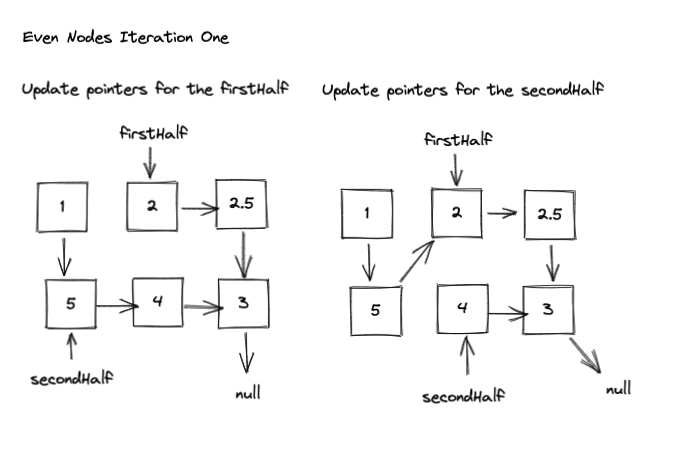 Even Nodes Iteration One
Update pointers for the firstHalf
firstHalf
1 2 2.5
5 4 3
secondHalf
null
Update pointers for the secondHalf
firstHalf
1 2 2.5
5 4 3
secondHalf
null